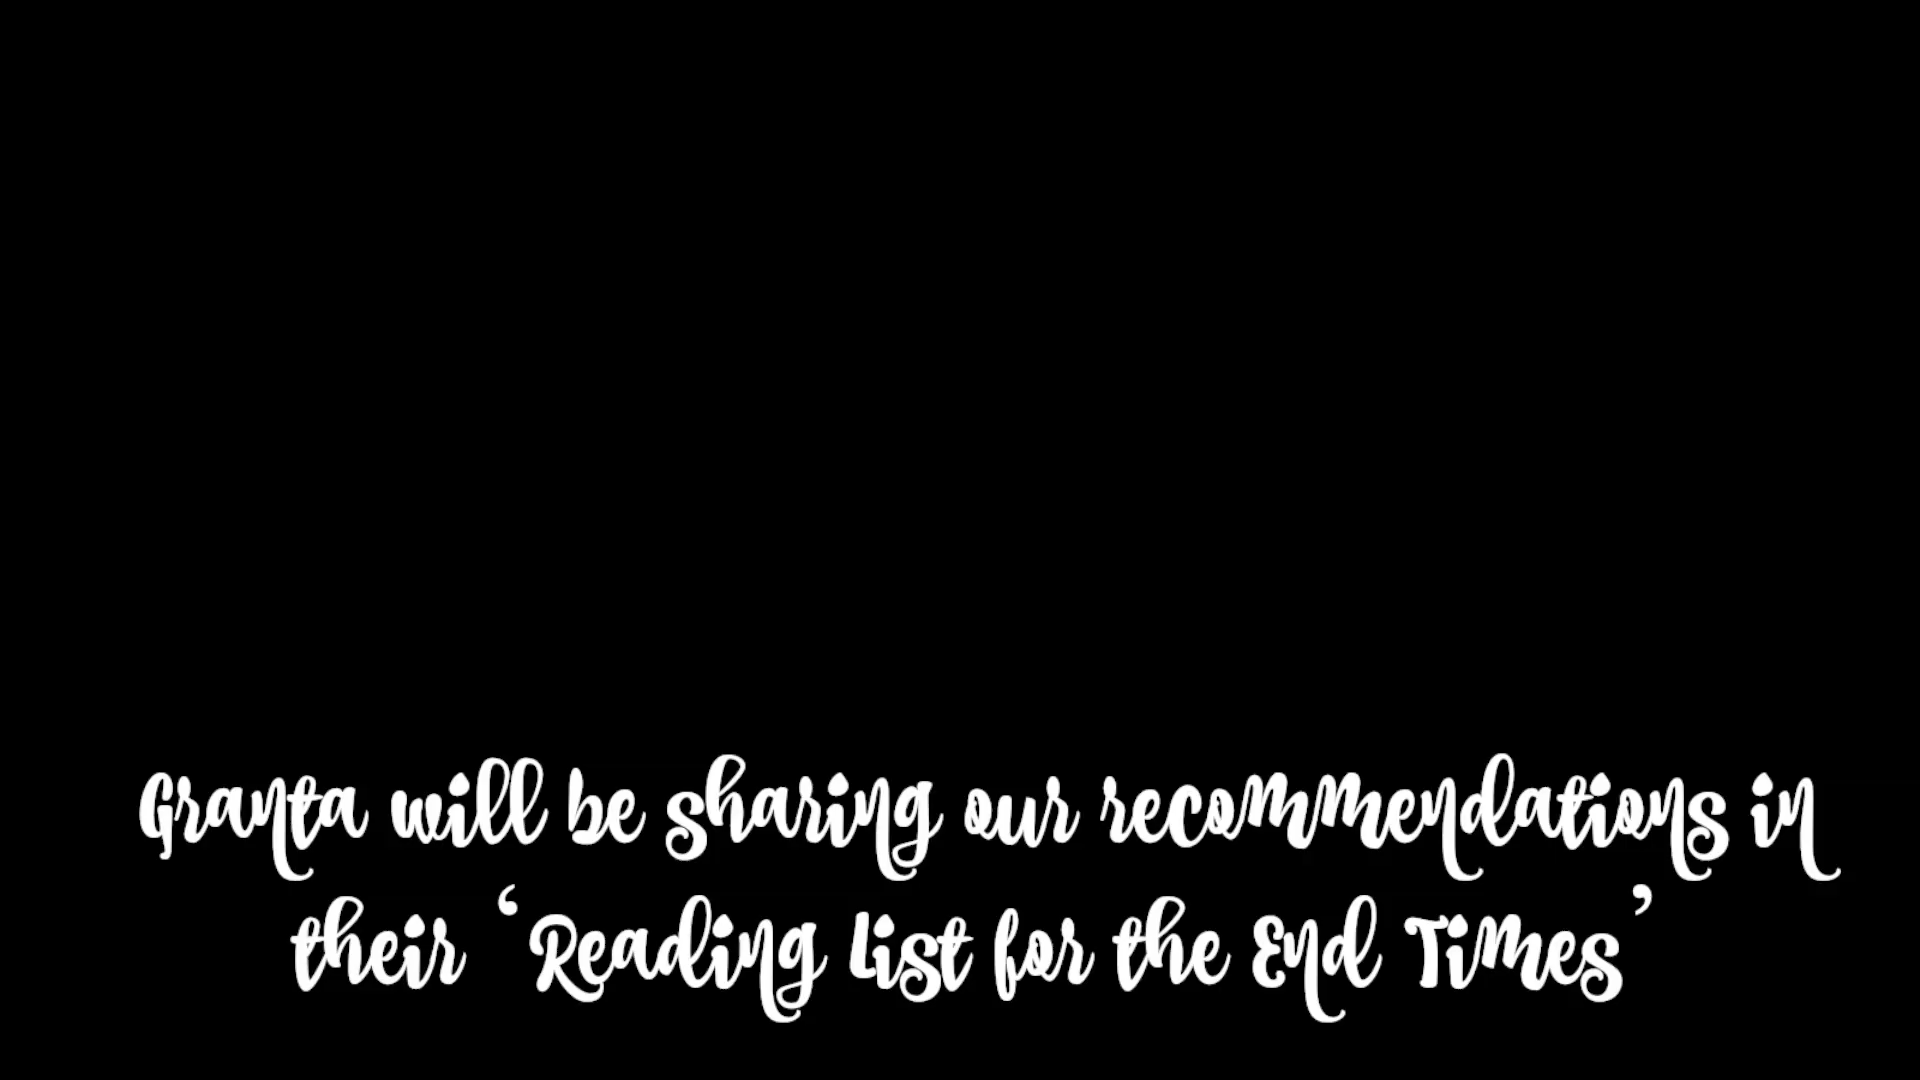 Granta will be sharing our recommendations in
their ‘Reading List for the End Times’